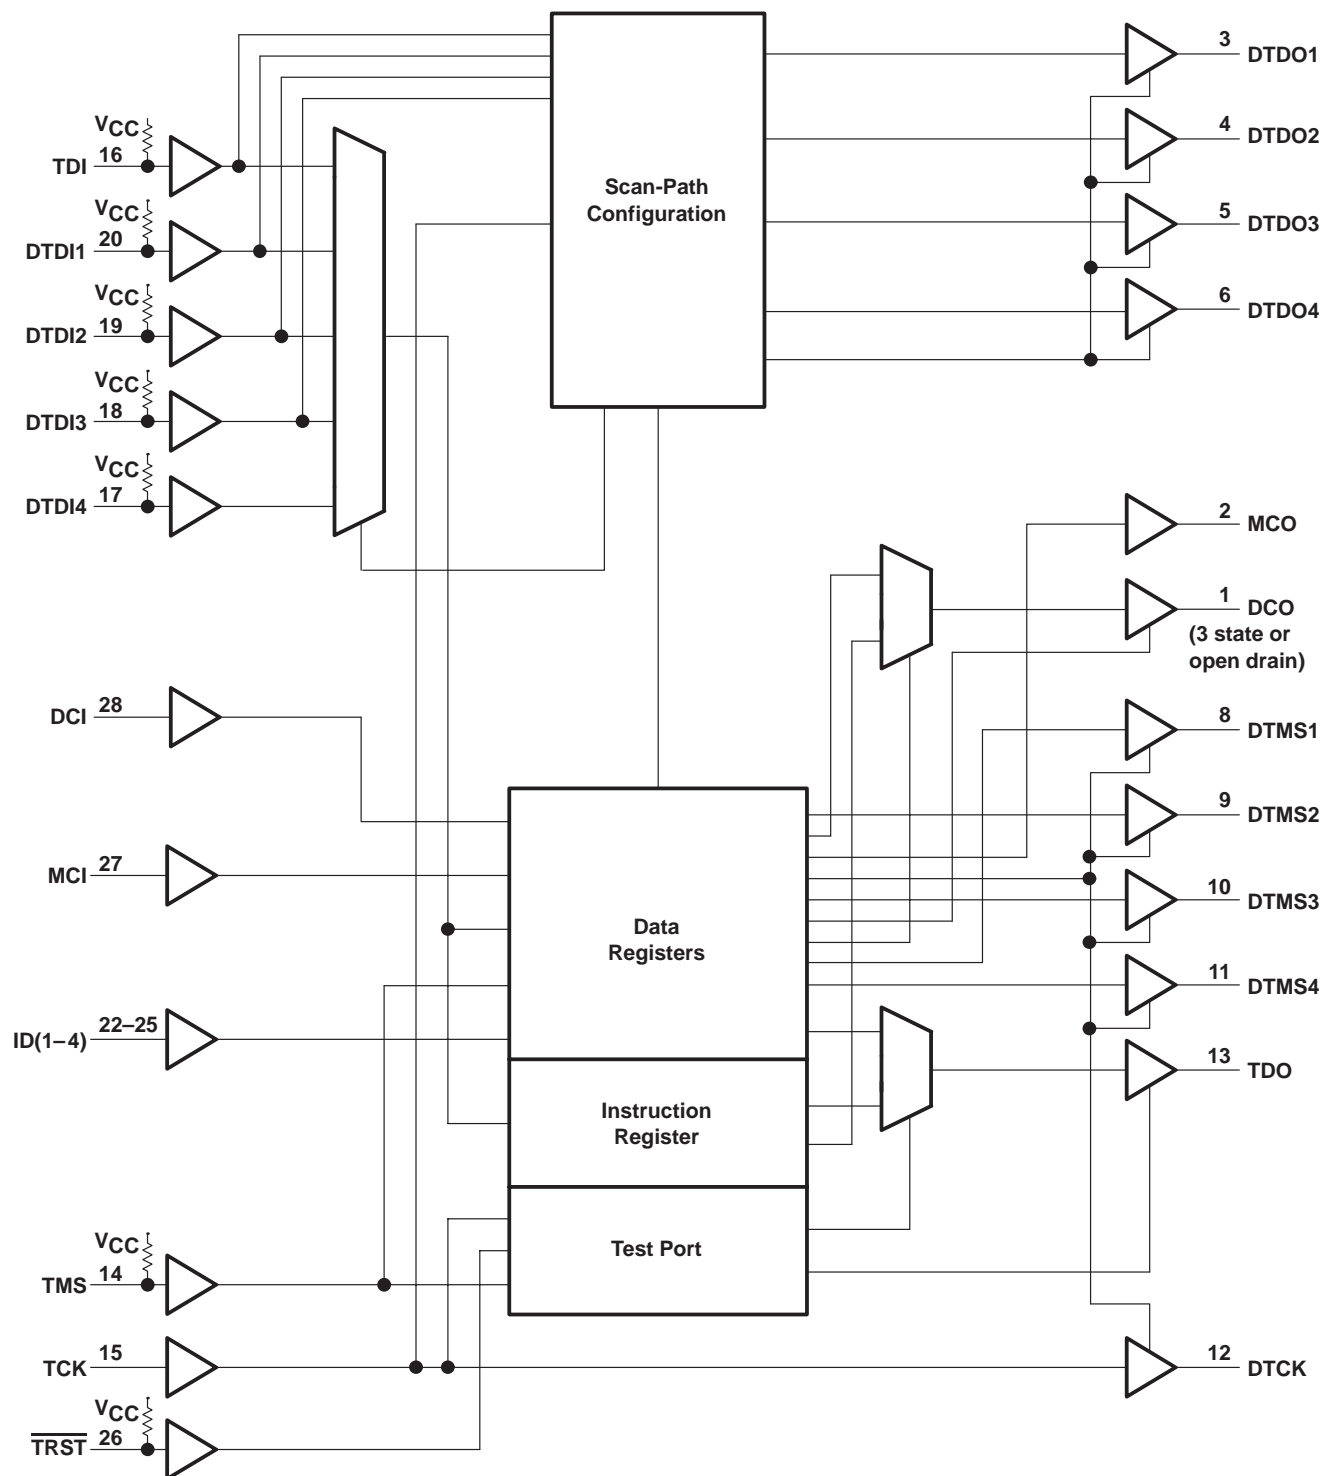 3
DTDO1
VCC
16
TDI
4
DTDO2
Scan-Path
Configuration
VCC
20
DTDI1
5
DTDO3
VCC
19
DTDI2
6
DTDO4
VCC
18
DTDI3
VCC
17
DTDI4
2
MCO
1
DCO
(3 state or
open drain)
28
DCI
8
DTMS1
9
DTMS2
27
MCI
10
DTMS3
Data
Registers
11
DTMS4
22–25
ID(1–4)
13
TDO
Instruction
Register
Test Port
VCC
14
TMS
15
TCK
12
DTCK
VCC
26
TRST